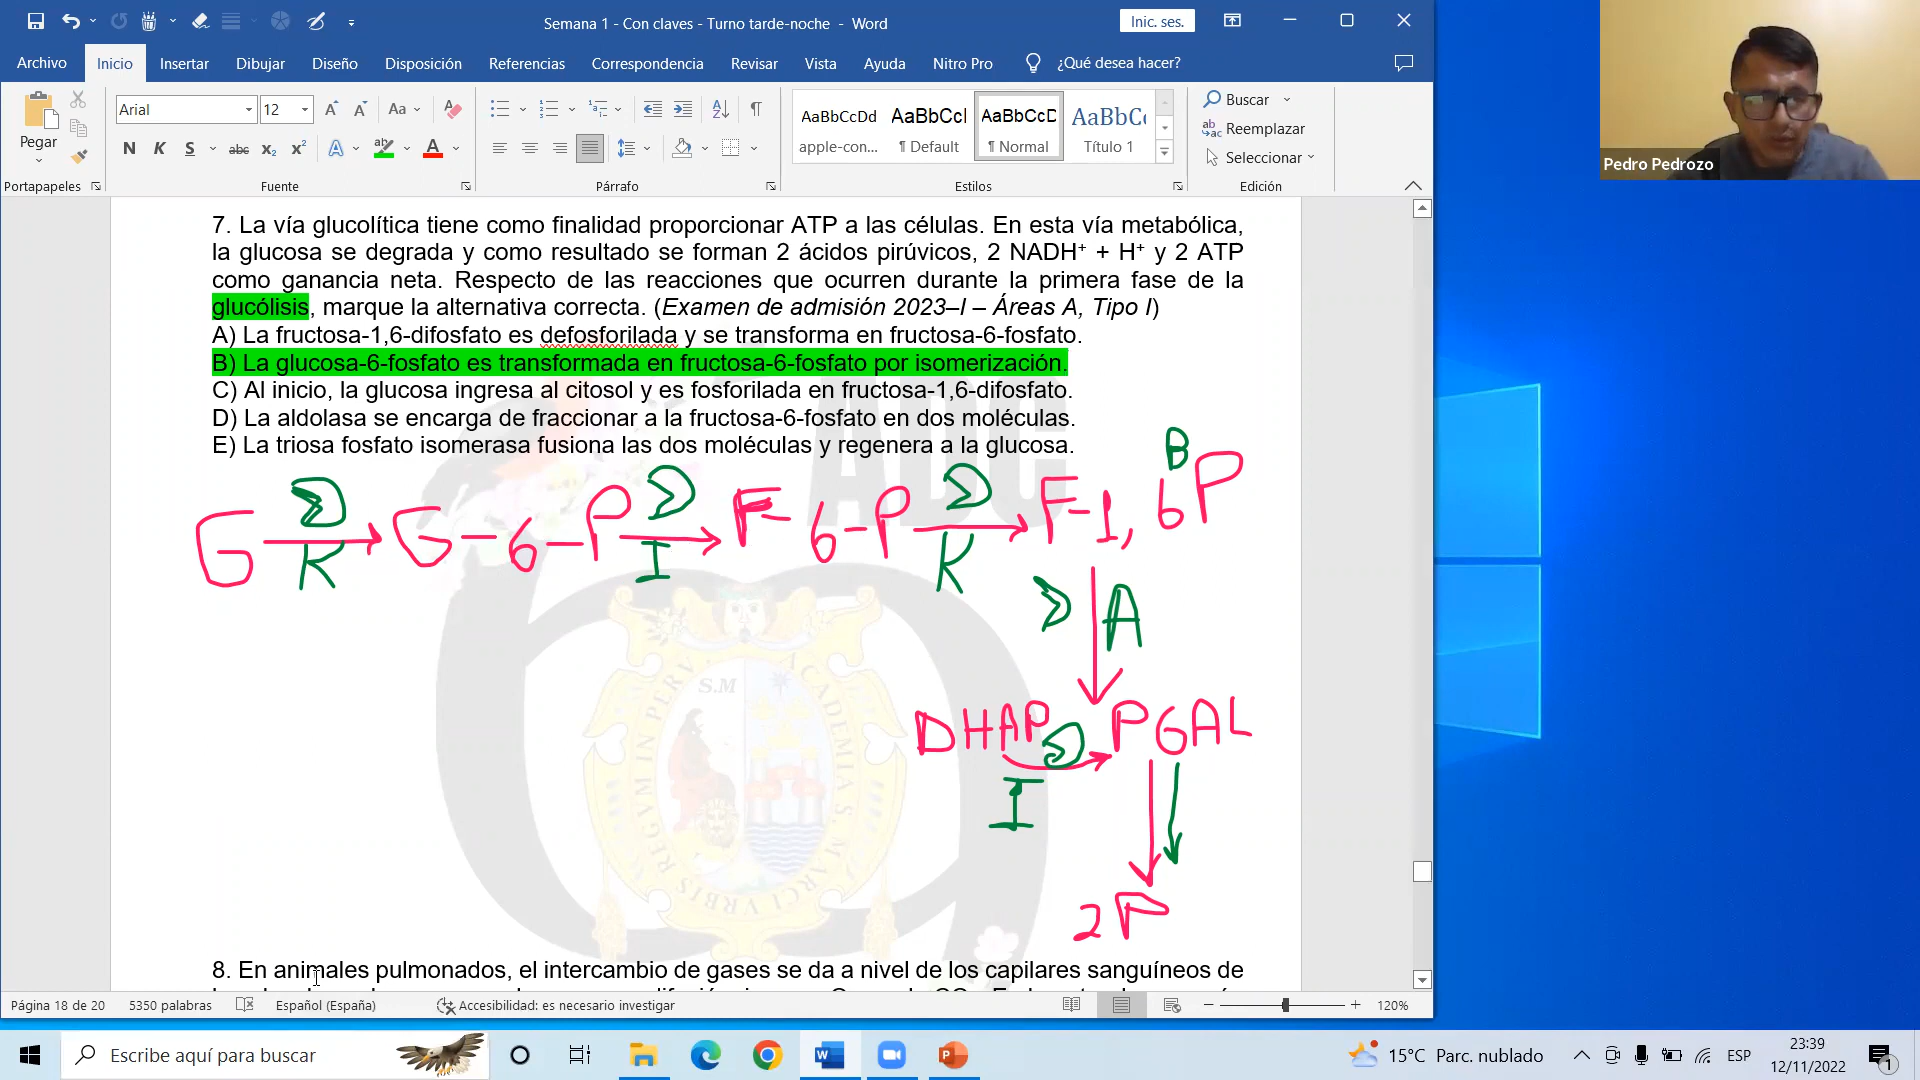 Semana 1 - Con claves - Turno tarde-noche - Word
Inic. ses.
Archivo Inicio Insertar Dibujar Diseño Disposición Referencias Correspondencia Revisar Vista Ayuda Nitro Pro ¿Qué desea hacer?
Pegar
Portapapeles
Arial 12
Aa
N K S abc x₂ x² A ab A
Fuente
Párrafo
AaBbCcDd AaBbCcI AaBbCcD AaBbC
apple-con... ¶ Default ¶ Normal Título 1
Estilos
Buscar
Reemplazar
Seleccionar
Edición
Pedro Pedrozo
7. La vía glucolítica tiene como finalidad proporcionar ATP a las células. En esta vía metabólica,
la glucosa se degrada y como resultado se forman 2 ácidos pirúvicos, 2 NADH⁺ + H⁺ y 2 ATP
como ganancia neta. Respecto de las reacciones que ocurren durante la primera fase de la
glucólisis, marque la alternativa correcta. (Examen de admisión 2023–I – Áreas A, Tipo I)
A) La fructosa-1,6-difosfato es defosforilada y se transforma en fructosa-6-fosfato.
B) La glucosa-6-fosfato es transformada en fructosa-6-fosfato por isomerización.
C) Al inicio, la glucosa ingresa al citosol y es fosforilada en fructosa-1,6-difosfato.
D) La aldolasa se encarga de fraccionar a la fructosa-6-fosfato en dos moléculas.
E) La triosa fosfato isomerasa fusiona las dos moléculas y regenera a la glucosa.
B
G G-6-P F-6-P F-1,6P
K I K
A
DHAP PGAL
I
2P
ADC
S.M
8. En animales pulmonados, el intercambio de gases se da a nivel de los capilares sanguíneos de
Página 18 de 20 5350 palabras Español (España) Accesibilidad: es necesario investigar 120%
Escribe aquí para buscar
15°C Parc. nublado ESP
23:39
12/11/2022
1